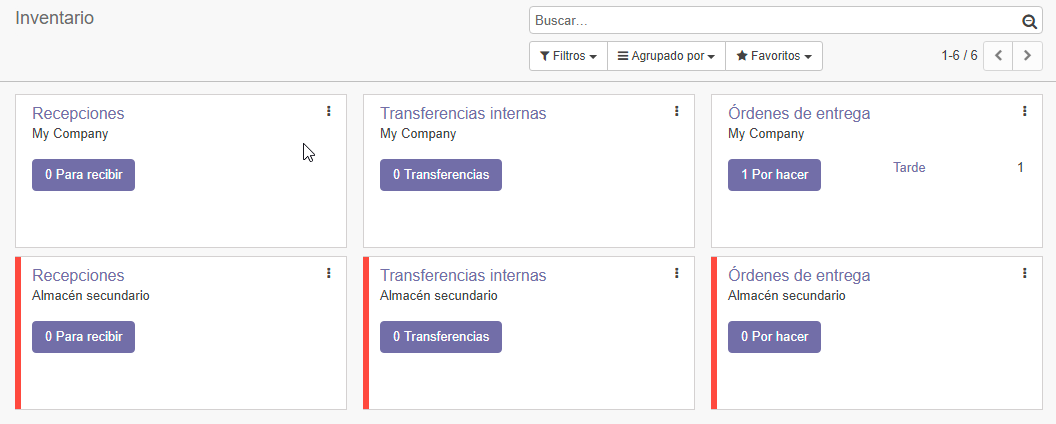 Inventario
Buscar...
Filtros
Agrupado por
Favoritos
1-6 / 6
Recepciones
My Company
0 Para recibir
Transferencias internas
My Company
0 Transferencias
Órdenes de entrega
My Company
1 Por hacer
Tarde 1
Recepciones
Almacén secundario
0 Para recibir
Transferencias internas
Almacén secundario
0 Transferencias
Órdenes de entrega
Almacén secundario
0 Por hacer